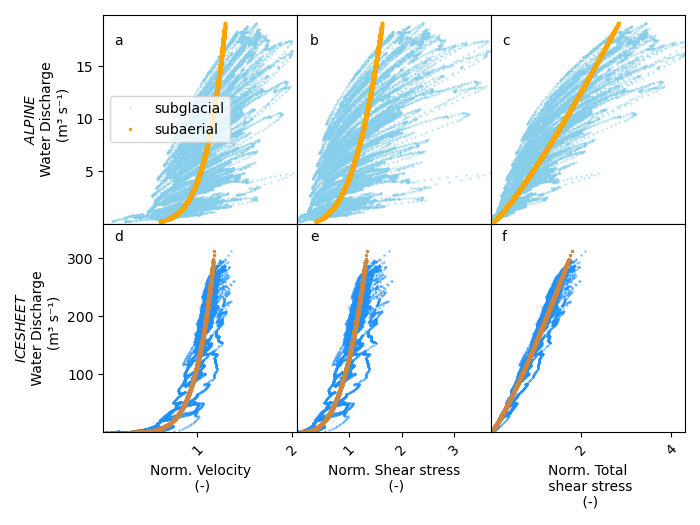 a
b
c
subglacial
subaerial
ALPINE
Water Discharge
(m³ s⁻¹)
15
10
5
d
e
f
ICESHEET
Water Discharge
(m³ s⁻¹)
300
200
100
1
2
1
2
3
2
4
Norm. Velocity
(-)
Norm. Shear stress
(-)
Norm. Total
shear stress
(-)